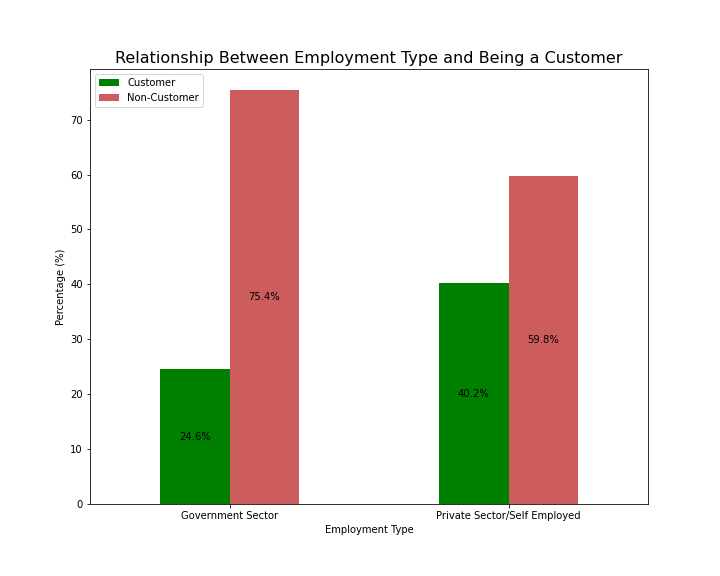 Relationship Between Employment Type and Being a Customer
Customer
Non-Customer
70
60
50
40
30
20
10
0
Percentage (%)
75.4%
59.8%
40.2%
24.6%
Government Sector
Private Sector/Self Employed
Employment Type